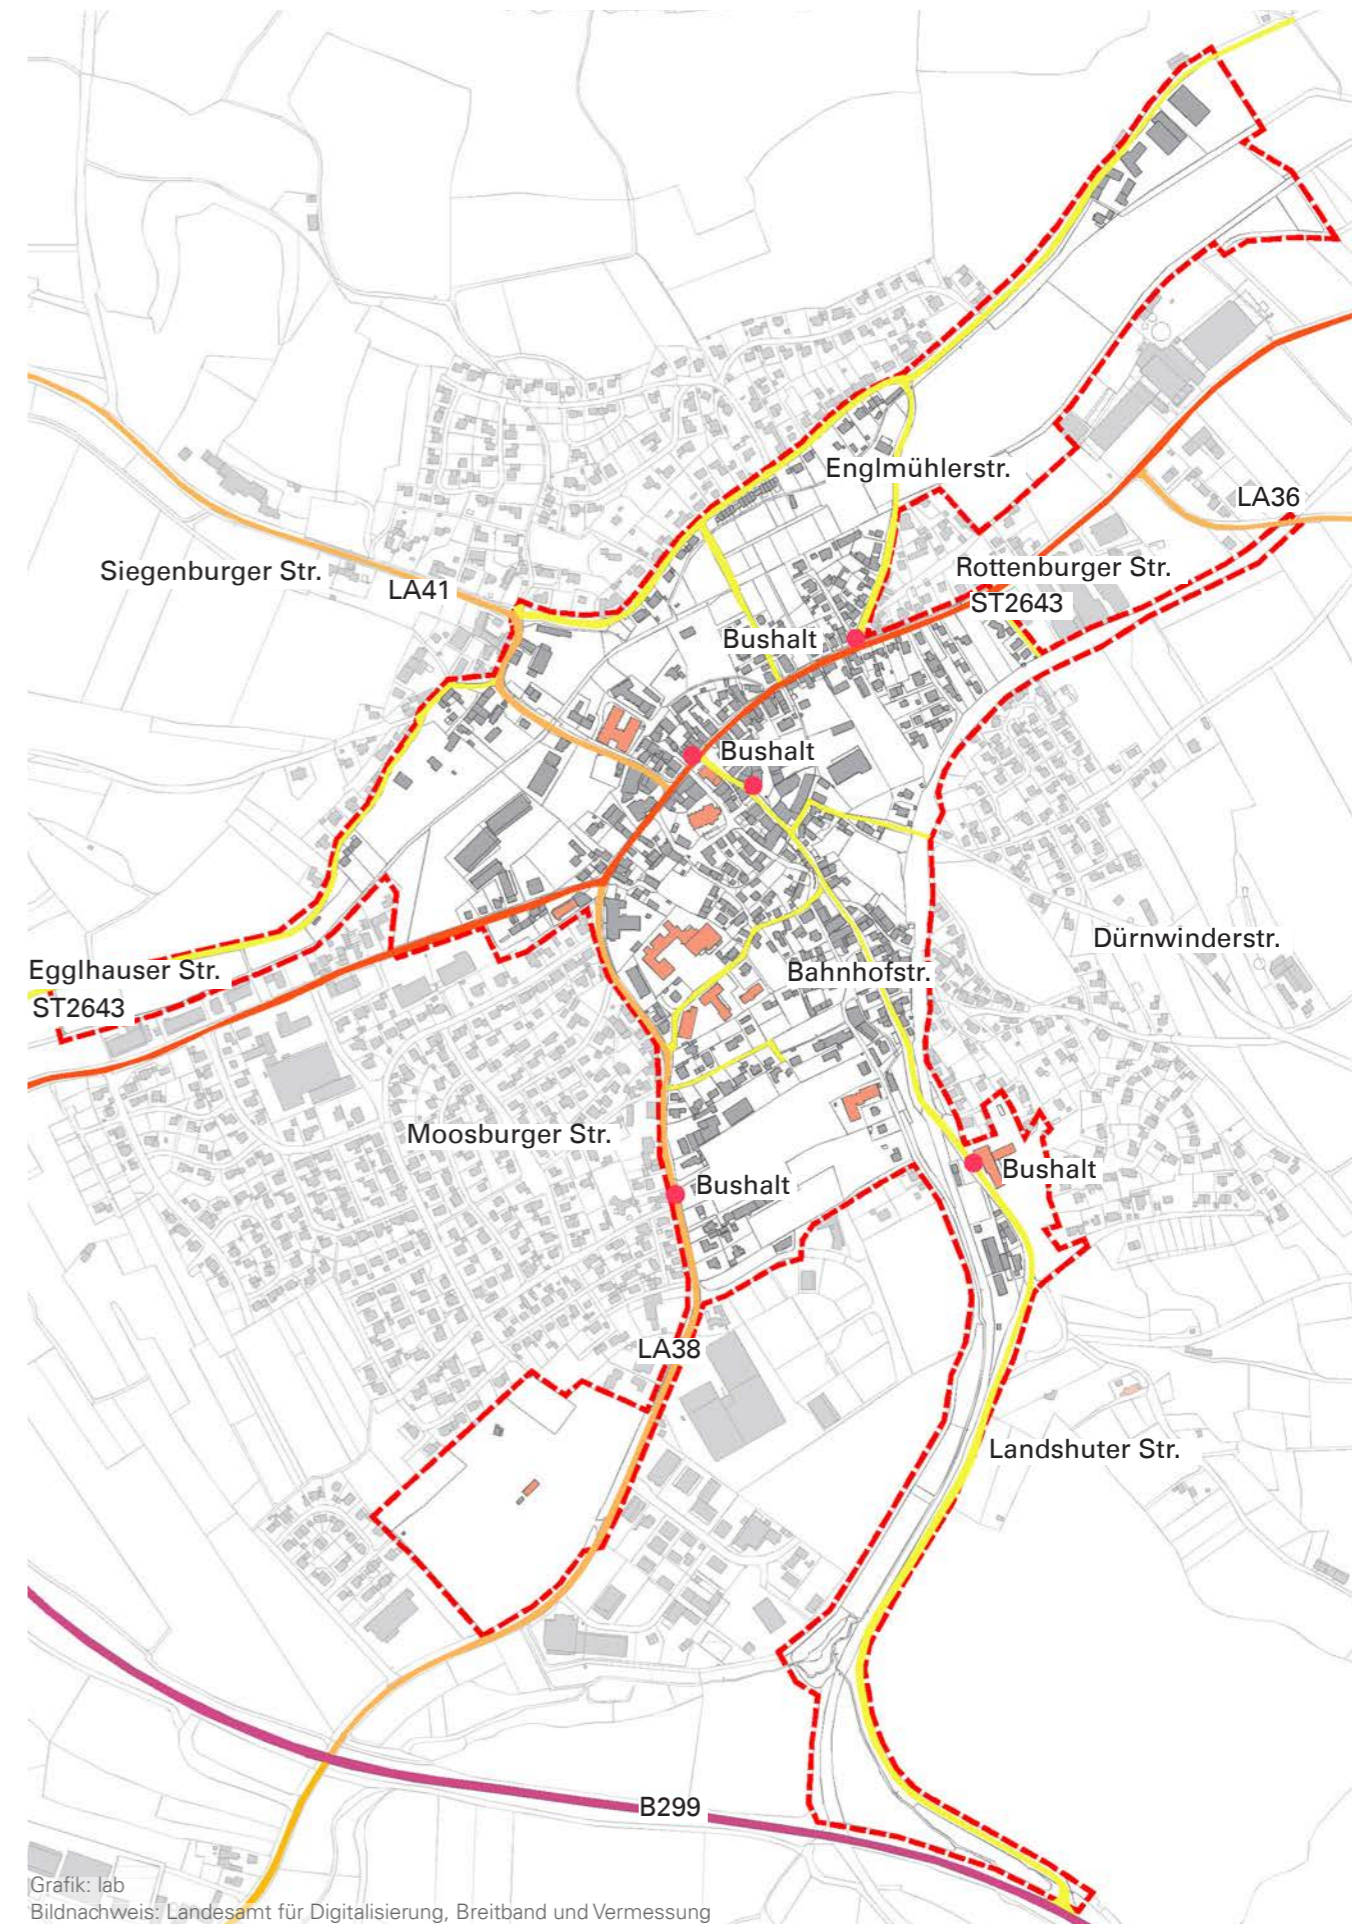 Englmühlerstr.
LA36
Siegenburger Str.
LA41
Rottenburger Str.
ST2643
Bushalt
Bushalt
Dürnwinderstr.
Egglhauser Str.
ST2643
Bahnhofstr.
Moosburger Str.
Bushalt
Bushalt
LA38
Landshuter Str.
B299
Grafik: lab
Bildnachweis: Landesamt für Digitalisierung, Breitband und Vermessung